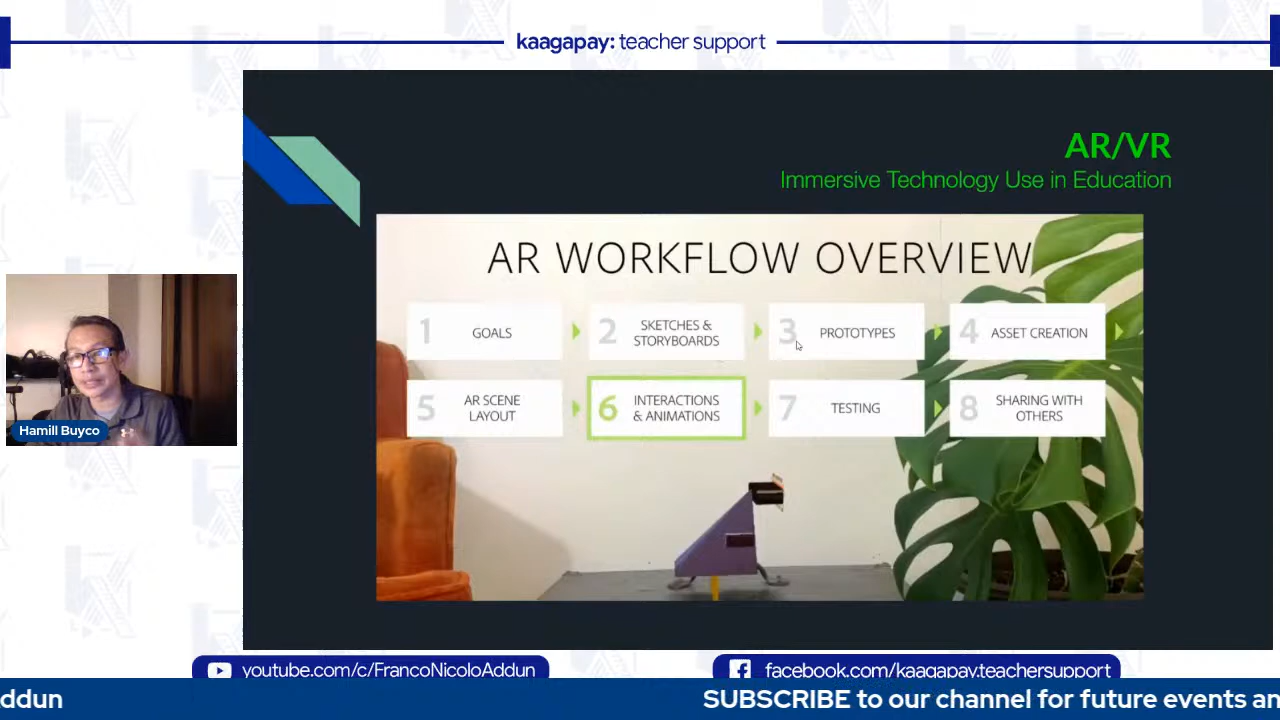 kaagapay: teacher support
AR/VR
Immersive Technology Use in Education
AR WORKFLOW OVERVIEW
1 GOALS
2 SKETCHES &
STORYBOARDS
3 PROTOTYPES
4 ASSET CREATION
5 AR SCENE
LAYOUT
6 INTERACTIONS
& ANIMATIONS
7 TESTING
8 SHARING WITH
OTHERS
Hamill Buyco
youtube.com/c/FrancoNicoloAddun
facebook.com/kaagapay.teachersupport
ddun
SUBSCRIBE to our channel for future events an